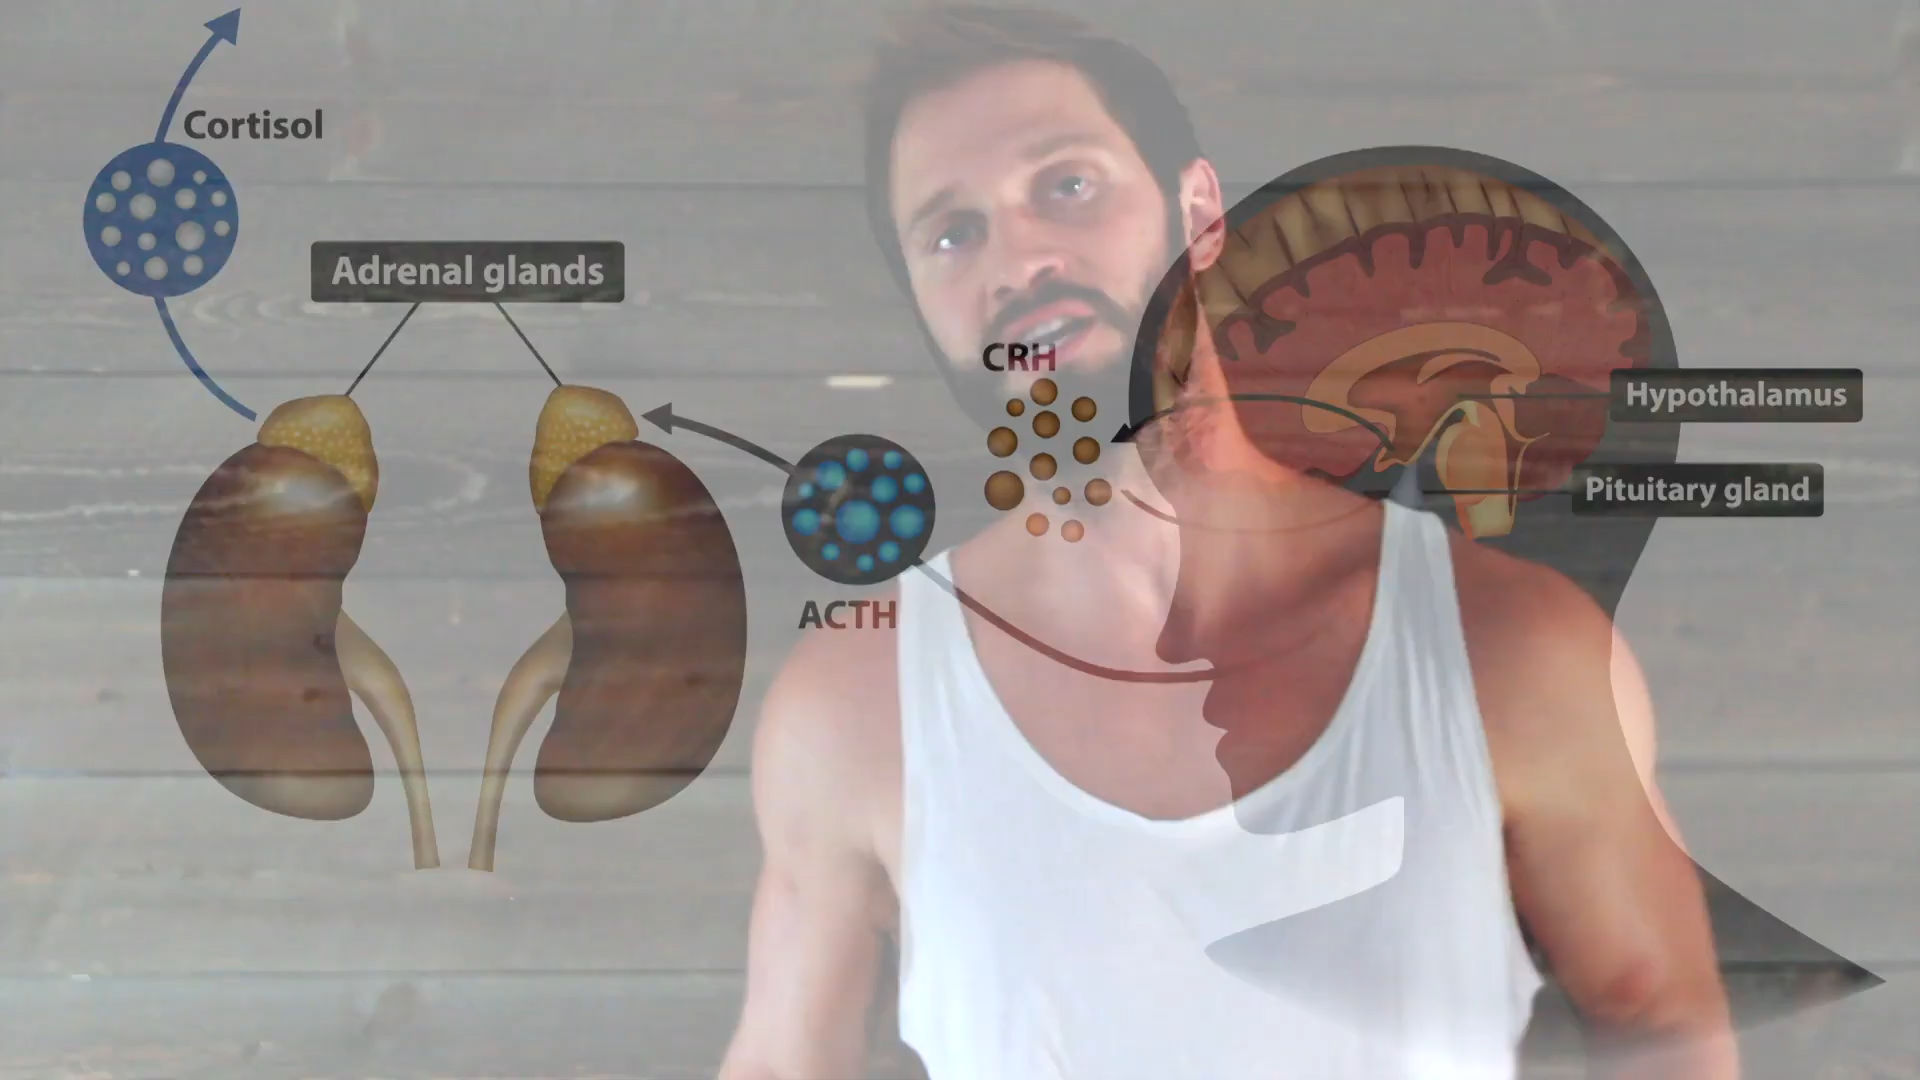 Cortisol
Adrenal glands
CRH
Hypothalamus
Pituitary gland
ACTH